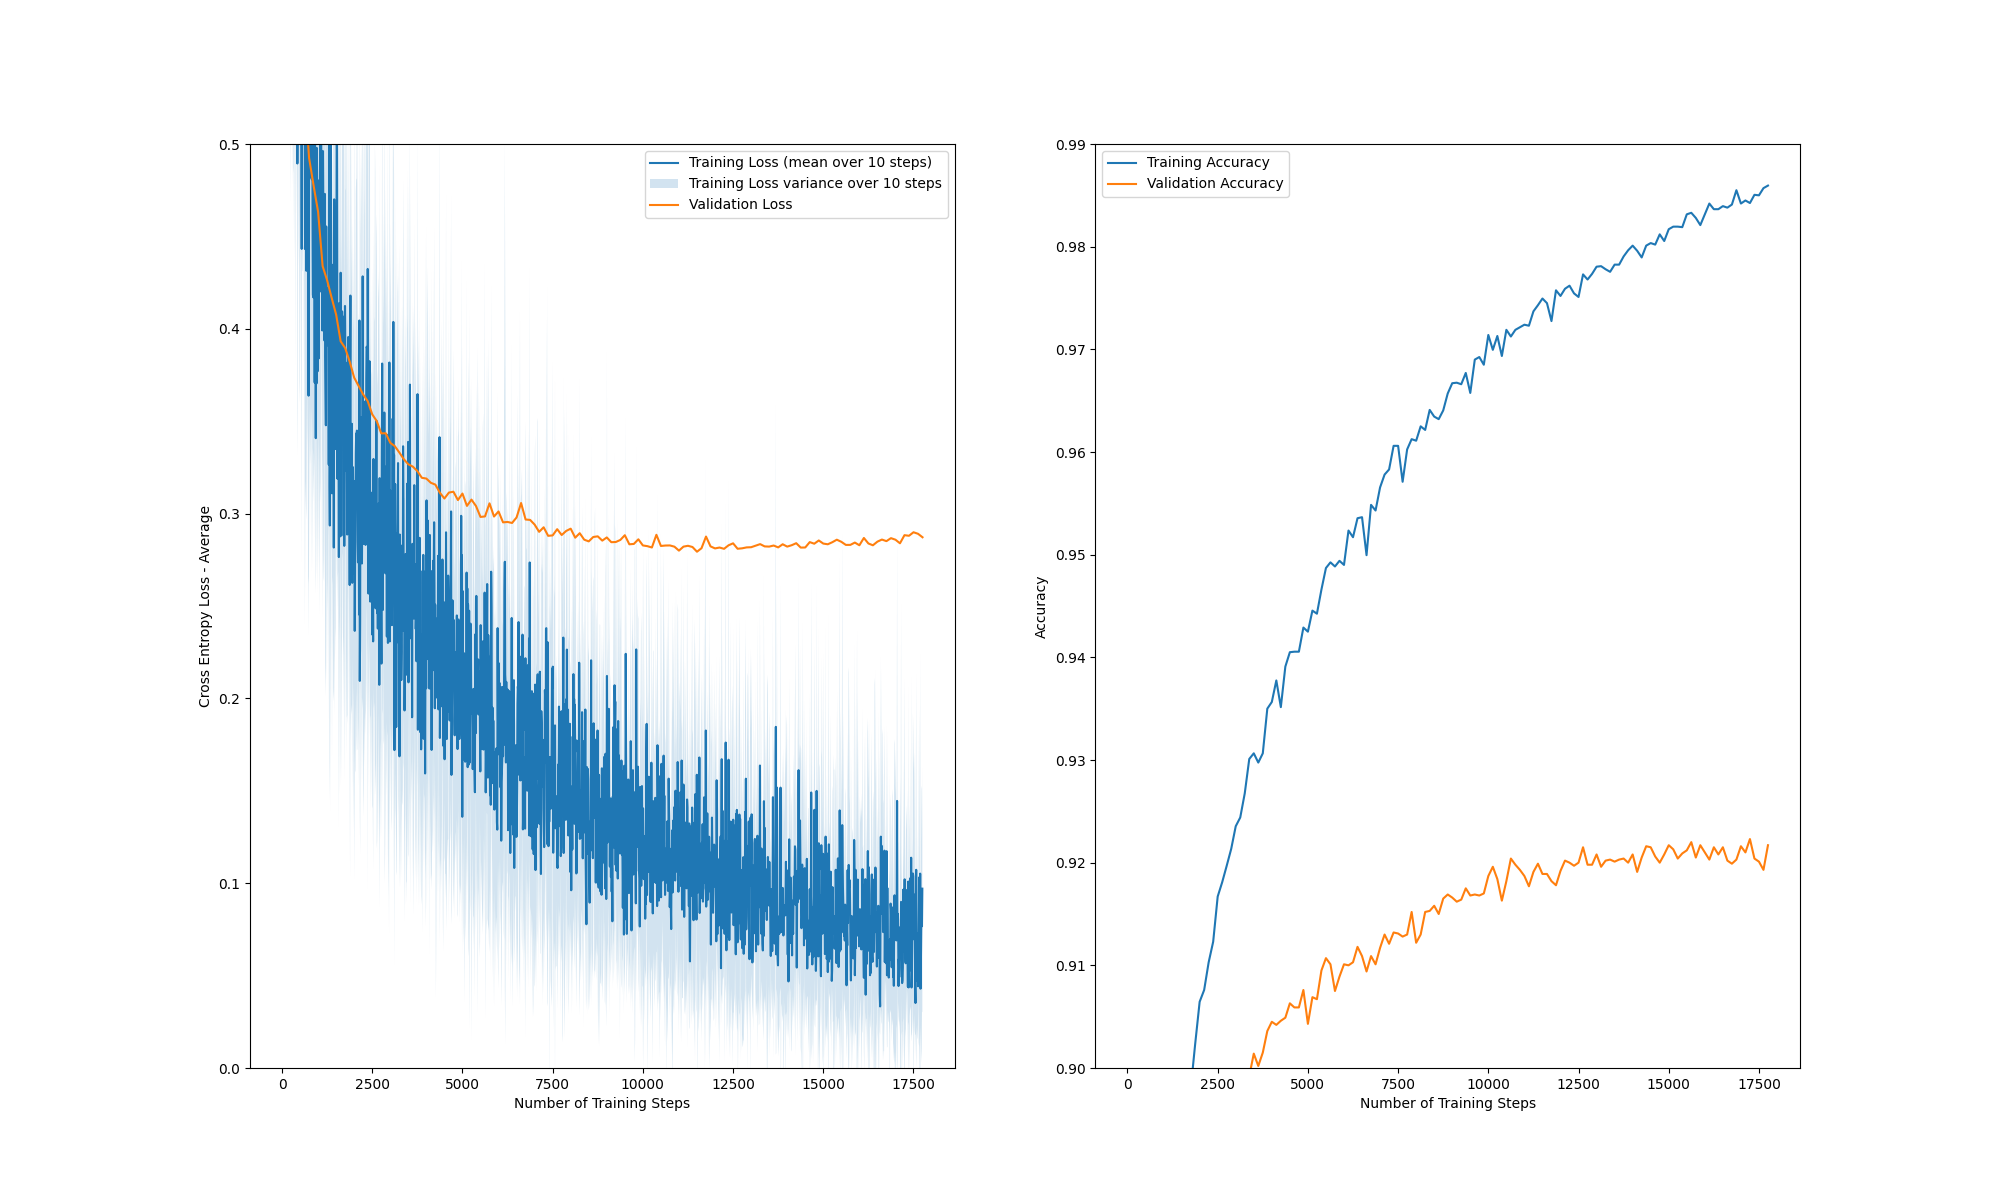 Training Loss (mean over 10 steps)
Training Loss variance over 10 steps
Validation Loss
0.5
0.4
0.3
0.2
0.1
0.0
Cross Entropy Loss - Average
0 2500 5000 7500 10000 12500 15000 17500
Number of Training Steps
Training Accuracy
Validation Accuracy
0.99
0.98
0.97
0.96
0.95
0.94
0.93
0.92
0.91
0.90
Accuracy
0 2500 5000 7500 10000 12500 15000 17500
Number of Training Steps